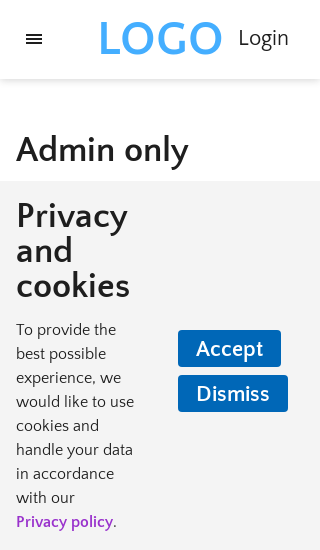 LOGO
Login
Admin only
Privacy
and
cookies
To provide the
best possible
experience, we
would like to use
cookies and
handle your data
in accordance
with our
Privacy policy.
Accept
Dismiss